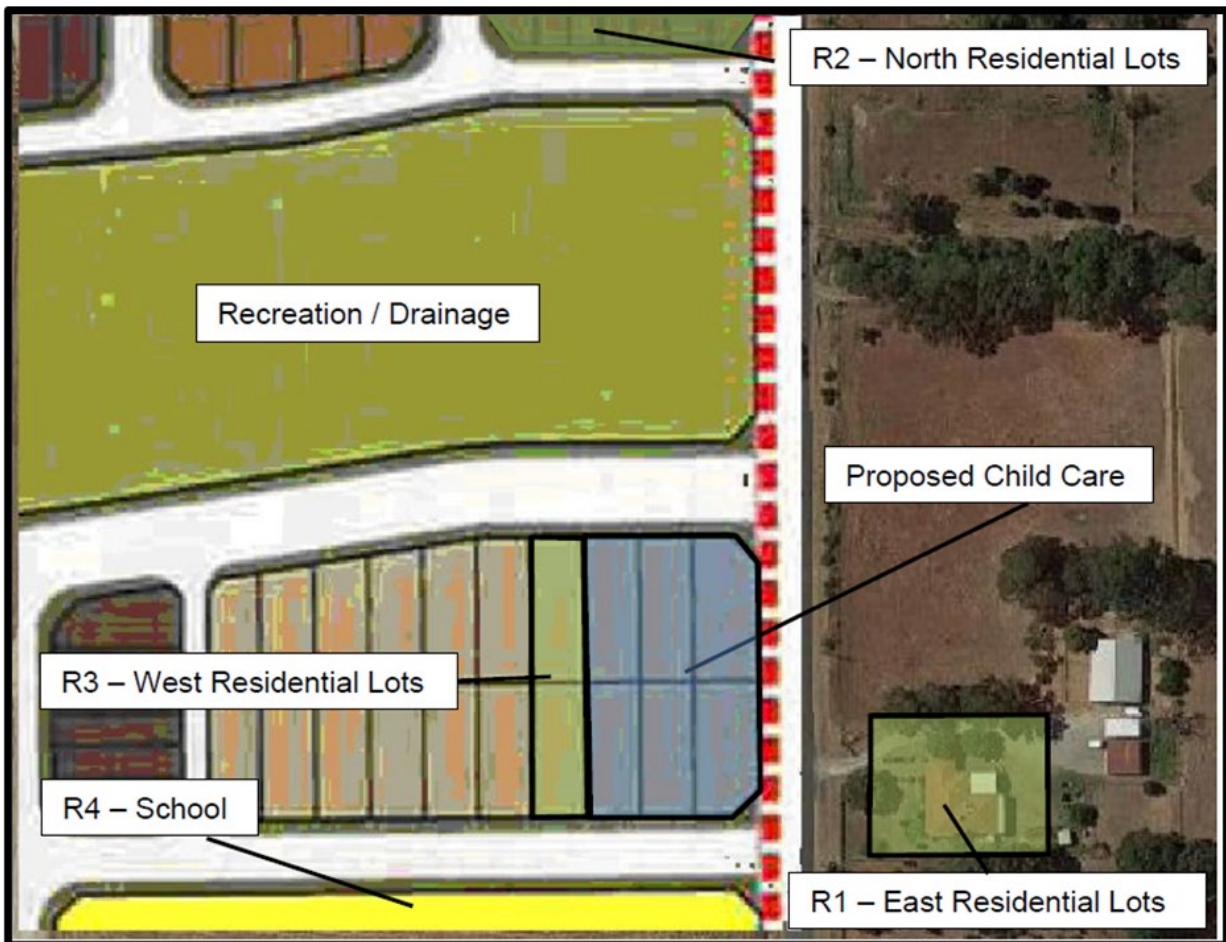 R2 – North Residential Lots
Recreation / Drainage
Proposed Child Care
R3 – West Residential Lots
R4 – School
R1 – East Residential Lots